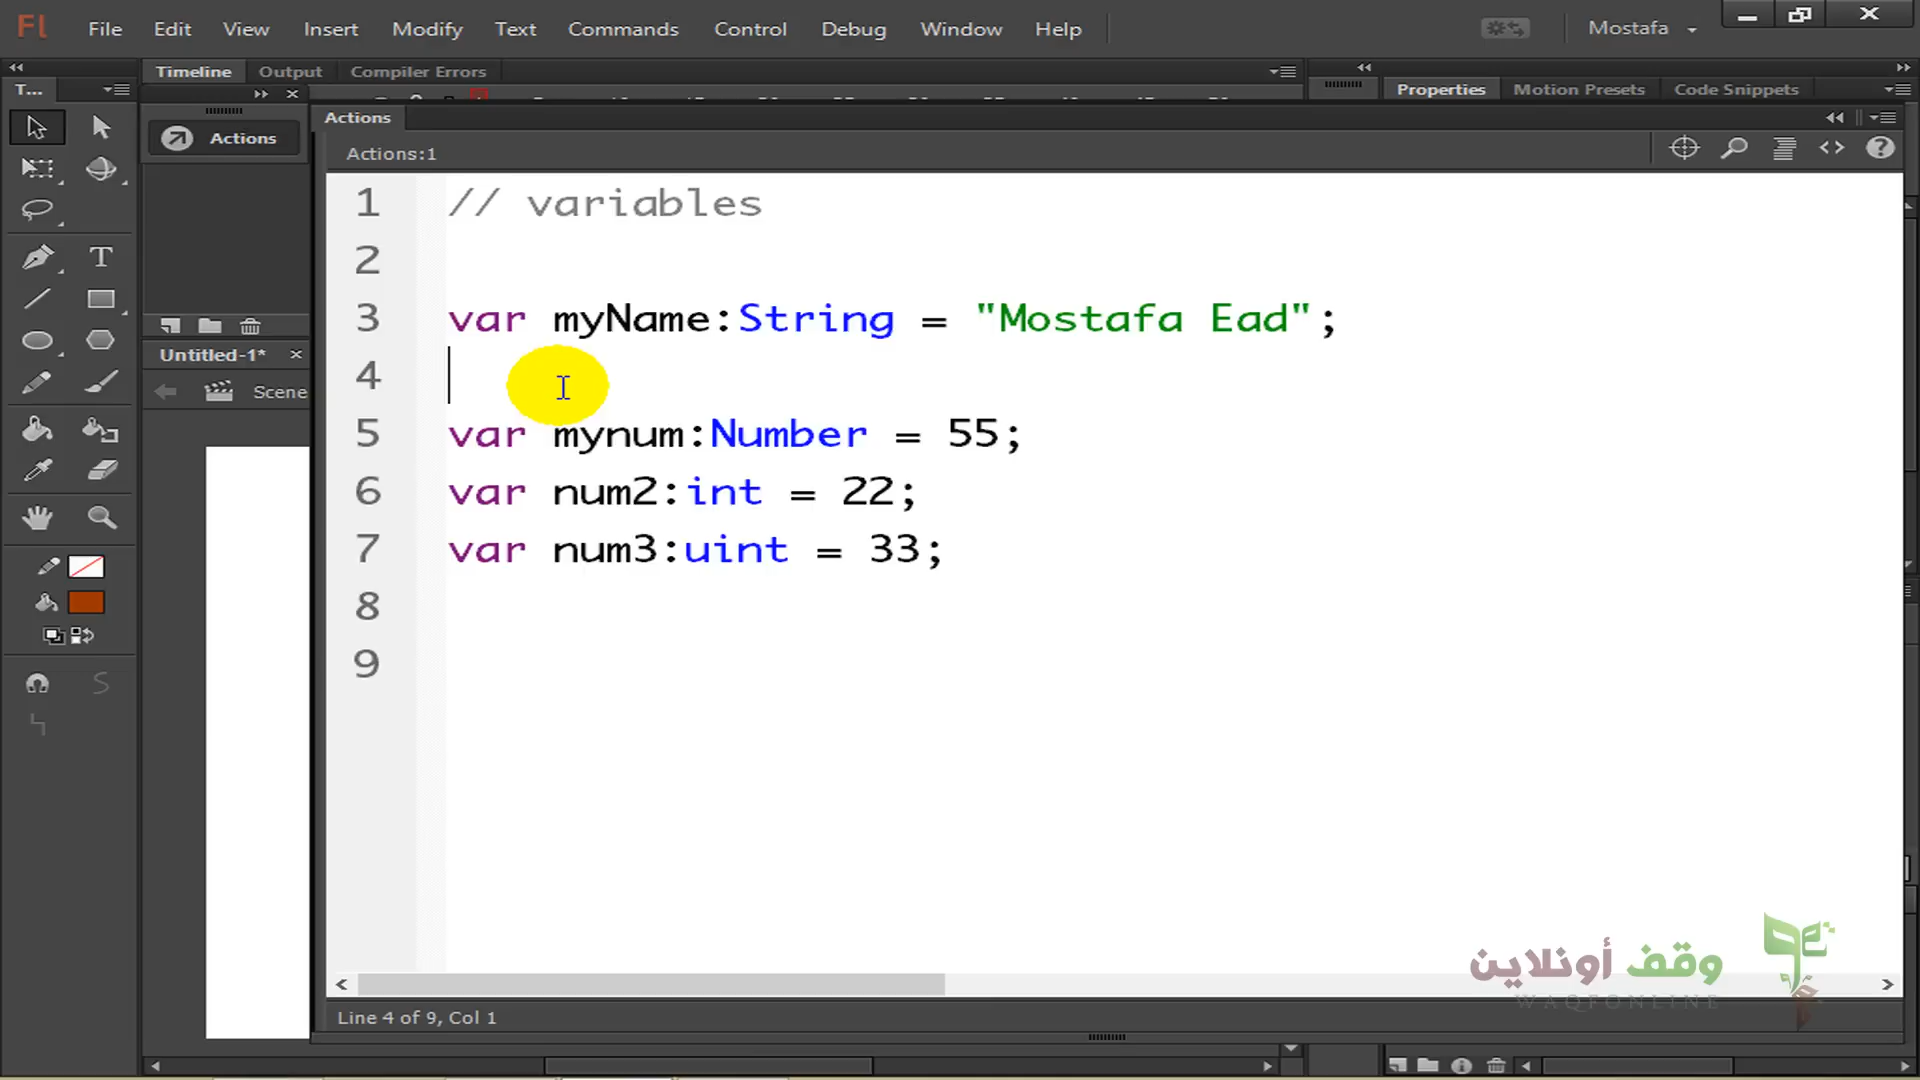 Fl File Edit View Insert Modify Text Commands Control Debug Window Help Mostafa
Timeline Output Compiler Errors
T... Properties Motion Presets Code Snippets
Actions
Actions
Actions:1
1 // variables
2
3 var myName:String = "Mostafa Ead";
4
5 var mynum:Number = 55;
6 var num2:int = 22;
7 var num3:uint = 33;
8
9
Untitled-1*
Scene
وقف أونلاين
WAQFONLINE
Line 4 of 9, Col 1